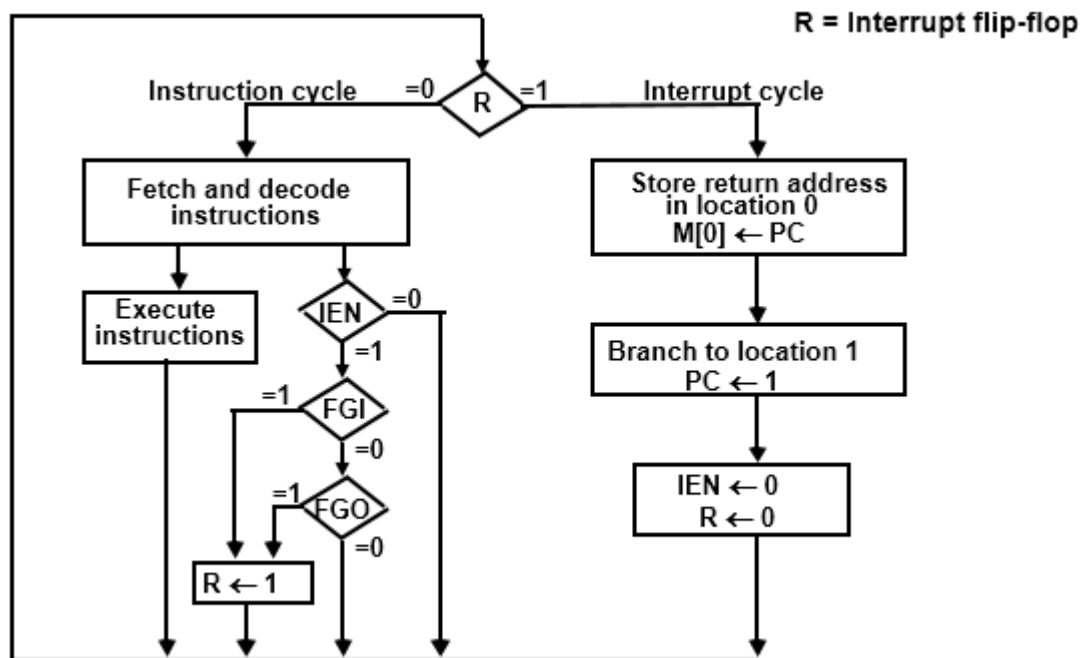 R = Interrupt flip-flop
Instruction cycle
=0
R
=1
Interrupt cycle
Fetch and decode
instructions
Execute
instructions
IEN
=0
=1
FGI
=1
=0
FGO
=1
=0
R ← 1
Store return address
in location 0
M[0] ← PC
Branch to location 1
PC ← 1
IEN ← 0
R ← 0